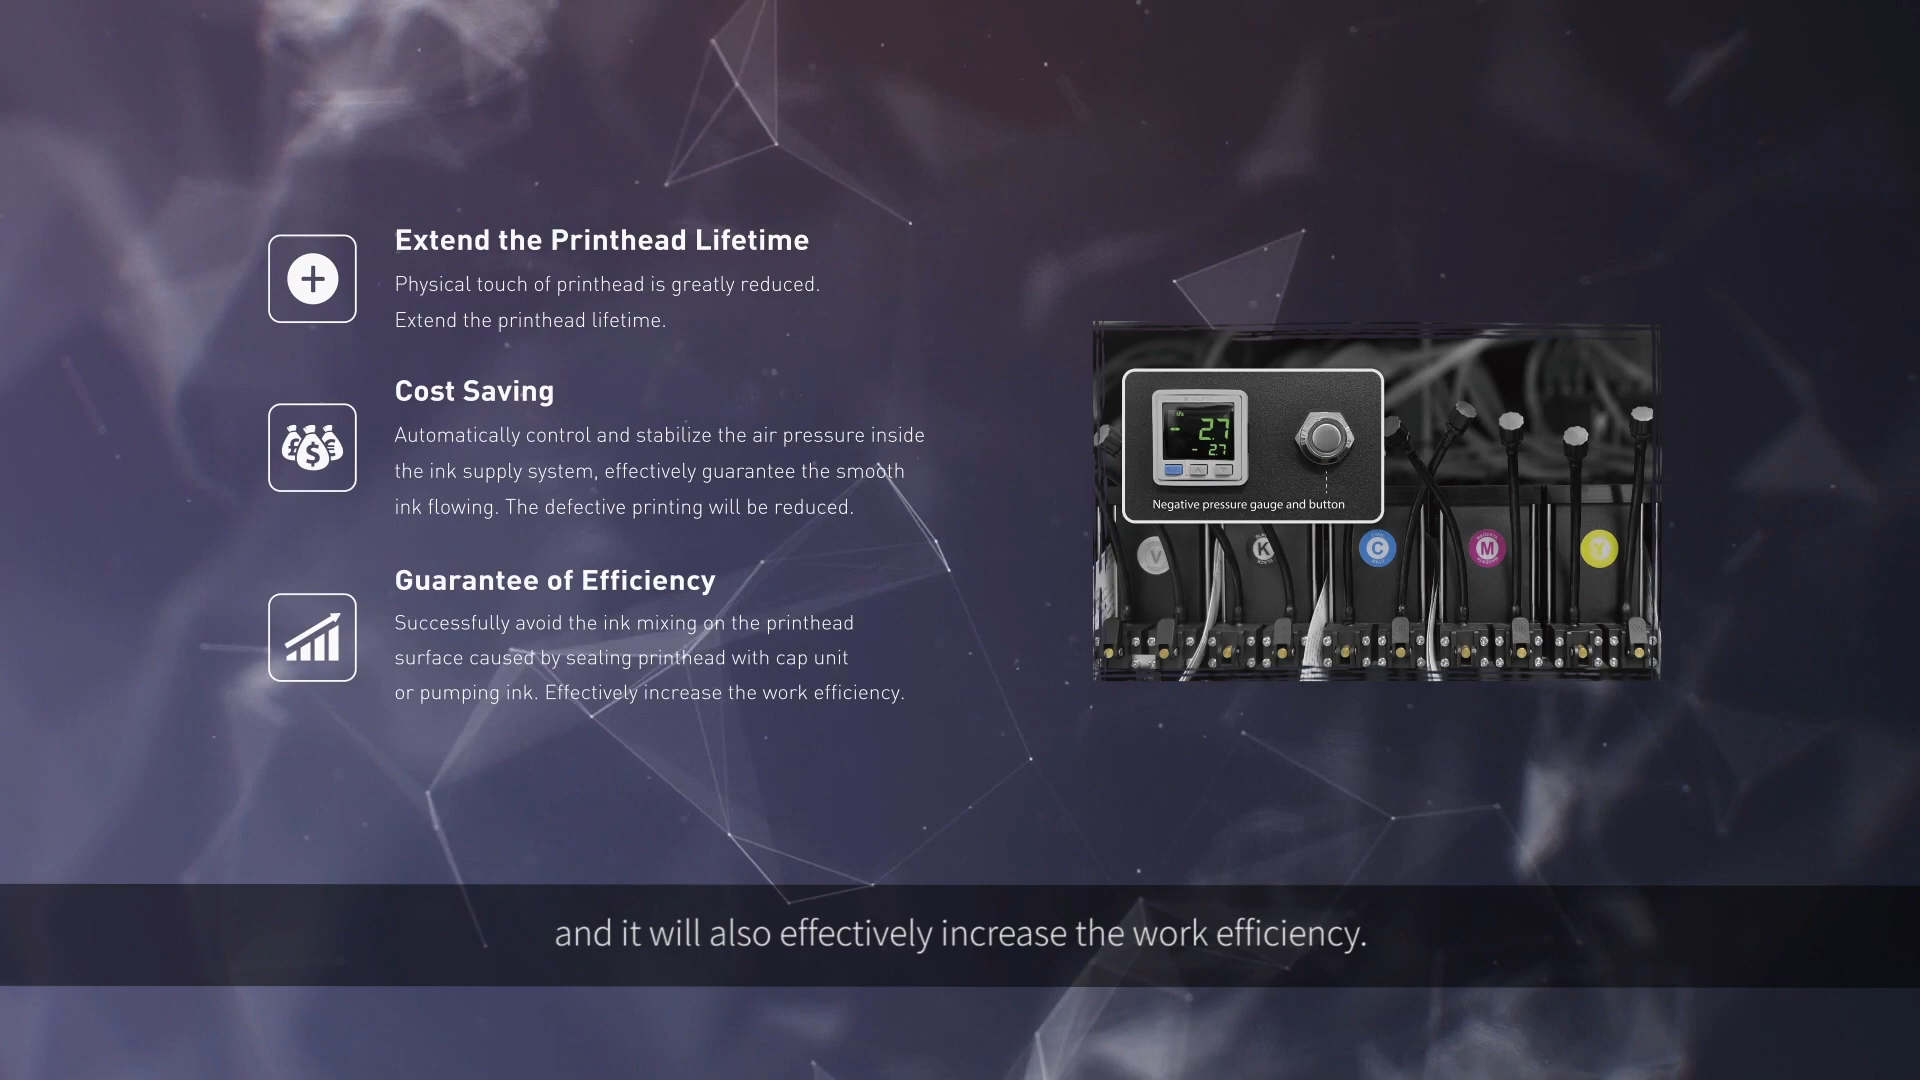 Extend the Printhead Lifetime
Physical touch of printhead is greatly reduced.
Extend the printhead lifetime.
Cost Saving
Automatically control and stabilize the air pressure inside
the ink supply system, effectively guarantee the smooth
ink flowing. The defective printing will be reduced.
Guarantee of Efficiency
Successfully avoid the ink mixing on the printhead
surface caused by sealing printhead with cap unit
or pumping ink. Effectively increase the work efficiency.
- 2.7
- 2.7
Negative pressure gauge and button
V
K
C
M
Y
and it will also effectively increase the work efficiency.